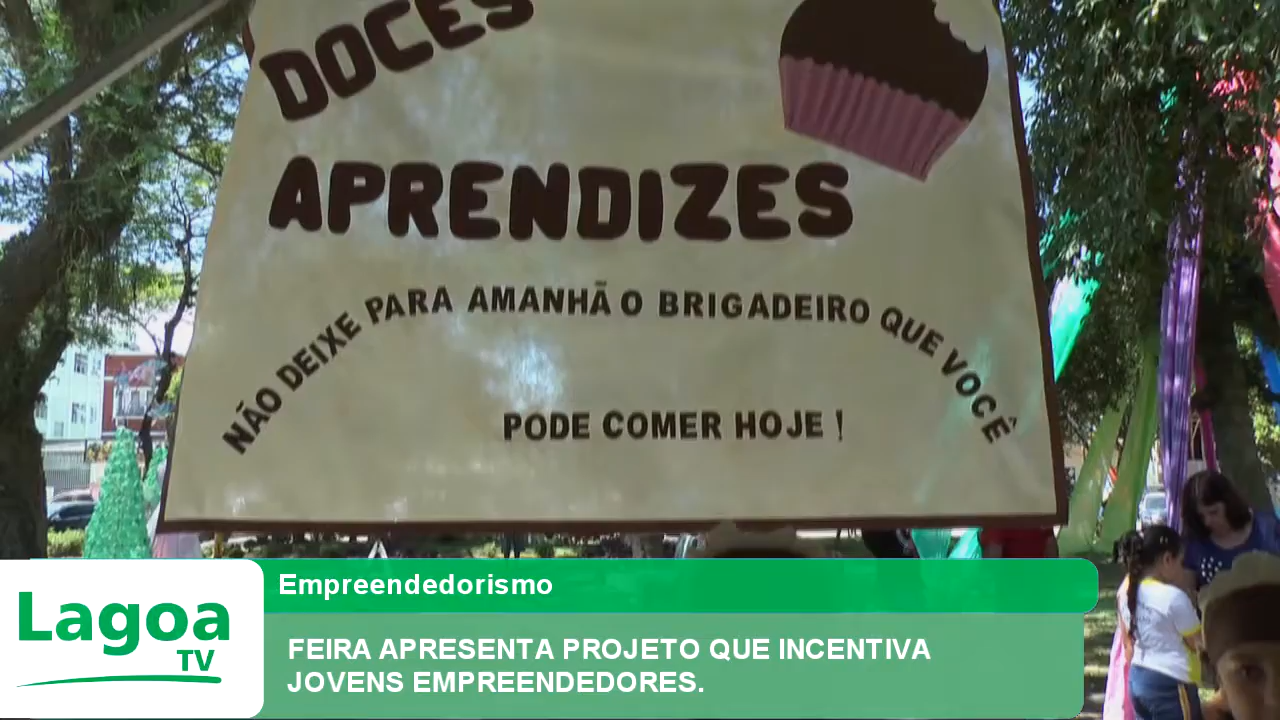 DOCES
APRENDIZES
NÃO DEIXE PARA AMANHÃ O BRIGADEIRO QUE VOCÊ
PODE COMER HOJE !
Empreendedorismo
Lagoa
TV
FEIRA APRESENTA PROJETO QUE INCENTIVA
JOVENS EMPREENDEDORES.